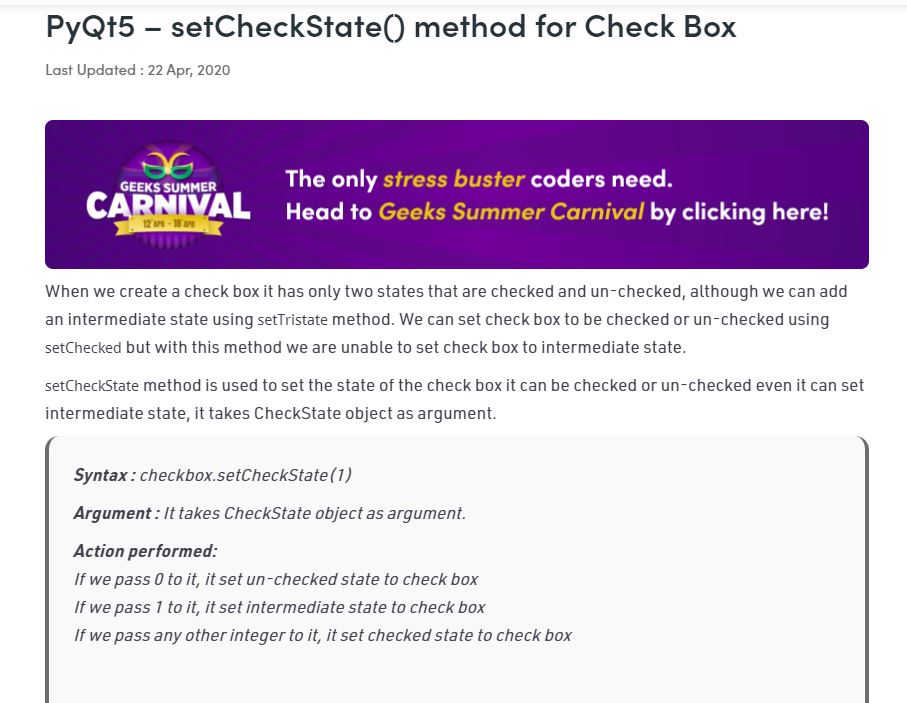 PyQt5 – setCheckState() method for Check Box
Last Updated : 22 Apr, 2020
GEEKS SUMMER
CARNIVAL
12 APR - 18 APR
The only stress buster coders need.
Head to Geeks Summer Carnival by clicking here!
When we create a check box it has only two states that are checked and un-checked, although we can add
an intermediate state using setTristate method. We can set check box to be checked or un-checked using
setChecked but with this method we are unable to set check box to intermediate state.
setCheckState method is used to set the state of the check box it can be checked or un-checked even it can set
intermediate state, it takes CheckState object as argument.
Syntax : checkbox.setCheckState(1)
Argument : It takes CheckState object as argument.
Action performed:
If we pass 0 to it, it set un-checked state to check box
If we pass 1 to it, it set intermediate state to check box
If we pass any other integer to it, it set checked state to check box